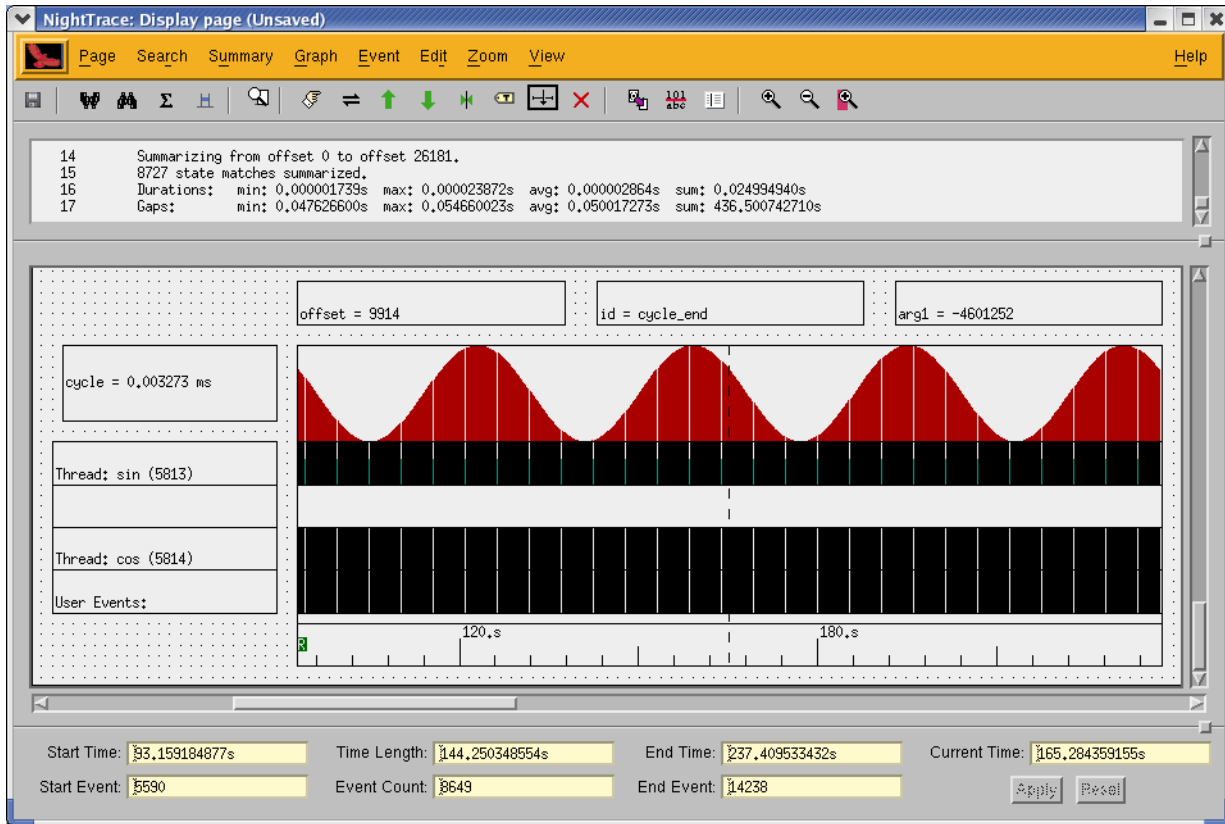 NightTrace: Display page (Unsaved)
Page Search Summary Graph Event Edit Zoom View Help
Σ H T 101 abc
14 Summarizing from offset 0 to offset 26181.
15 8727 state matches summarized.
16 Durations: min: 0.000001739s max: 0.000023872s avg: 0.000002864s sum: 0.024994940s
17 Gaps: min: 0.047626600s max: 0.054660023s avg: 0.050017273s sum: 436.500742710s
offset = 9914 id = cycle_end arg1 = -4601252
cycle = 0.003273 ms
Thread: sin (5813)
Thread: cos (5814)
User Events:
120.s 180.s
R
Start Time: 93.159184877s Time Length: 144.250348554s End Time: 237.409533432s Current Time: 165.284359155s
Start Event: 5590 Event Count: 8649 End Event: 14238 Apply Reset